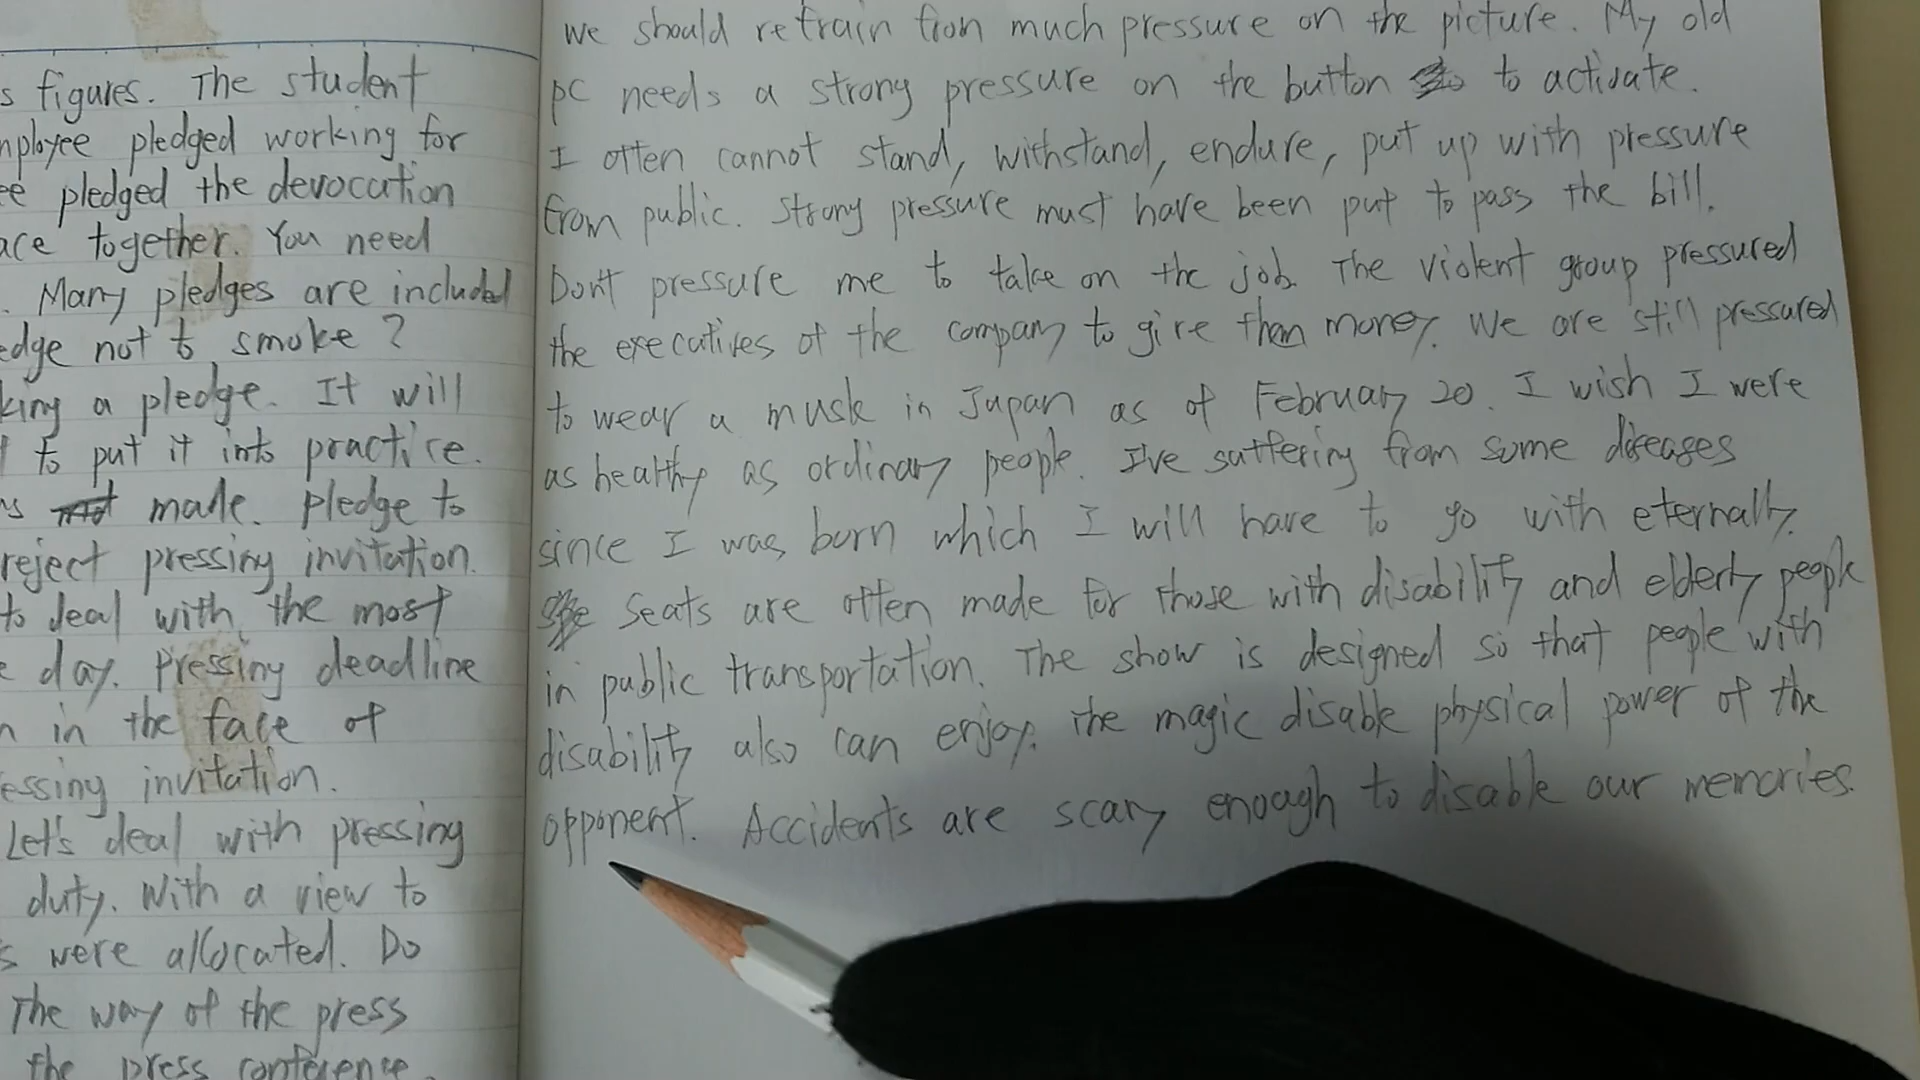 s figures. The student
mployee pledged working for
ee pledged the devocation
ace together. You need
. Many pledges are included
edge not to smoke?
king a pledge. It will
to put it into practice.
made. pledge to
reject pressing invitation.
to deal with the most
e day. Pressing deadline
n in the face of
essing invitation.
Let's deal with pressing
duty. With a view to
s were allocated. Do
The way of the press
the press conference.
we should refrain from much pressure on the picture. My old
pc needs a strong pressure on the button to activate.
I often cannot stand, withstand, endure, put up with pressure
from public. Strong pressure must have been put to pass the bill.
Don't pressure me to take on the job. The violent group pressured
the executives of the company to give them money. We are still pressured
to wear a musk in Japan as of February 20. I wish I were
as healthy as ordinary people. I've suffering from some diseases
since I was born which I will have to go with eternally.
Seats are often made for those with disability and elderly people
in public transportation. The show is designed so that people with
disability also can enjoy. The magic disable physical power of the
opponent. Accidents are scary enough to disable our memories.